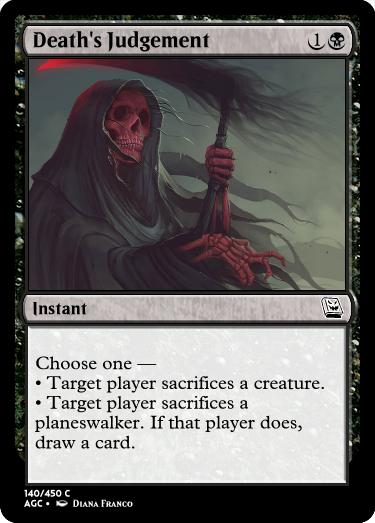 Death's Judgement 1
Instant
Choose one —
• Target player sacrifices a creature.
• Target player sacrifices a
planeswalker. If that player does,
draw a card.
140/450 C
AGC • Diana Franco